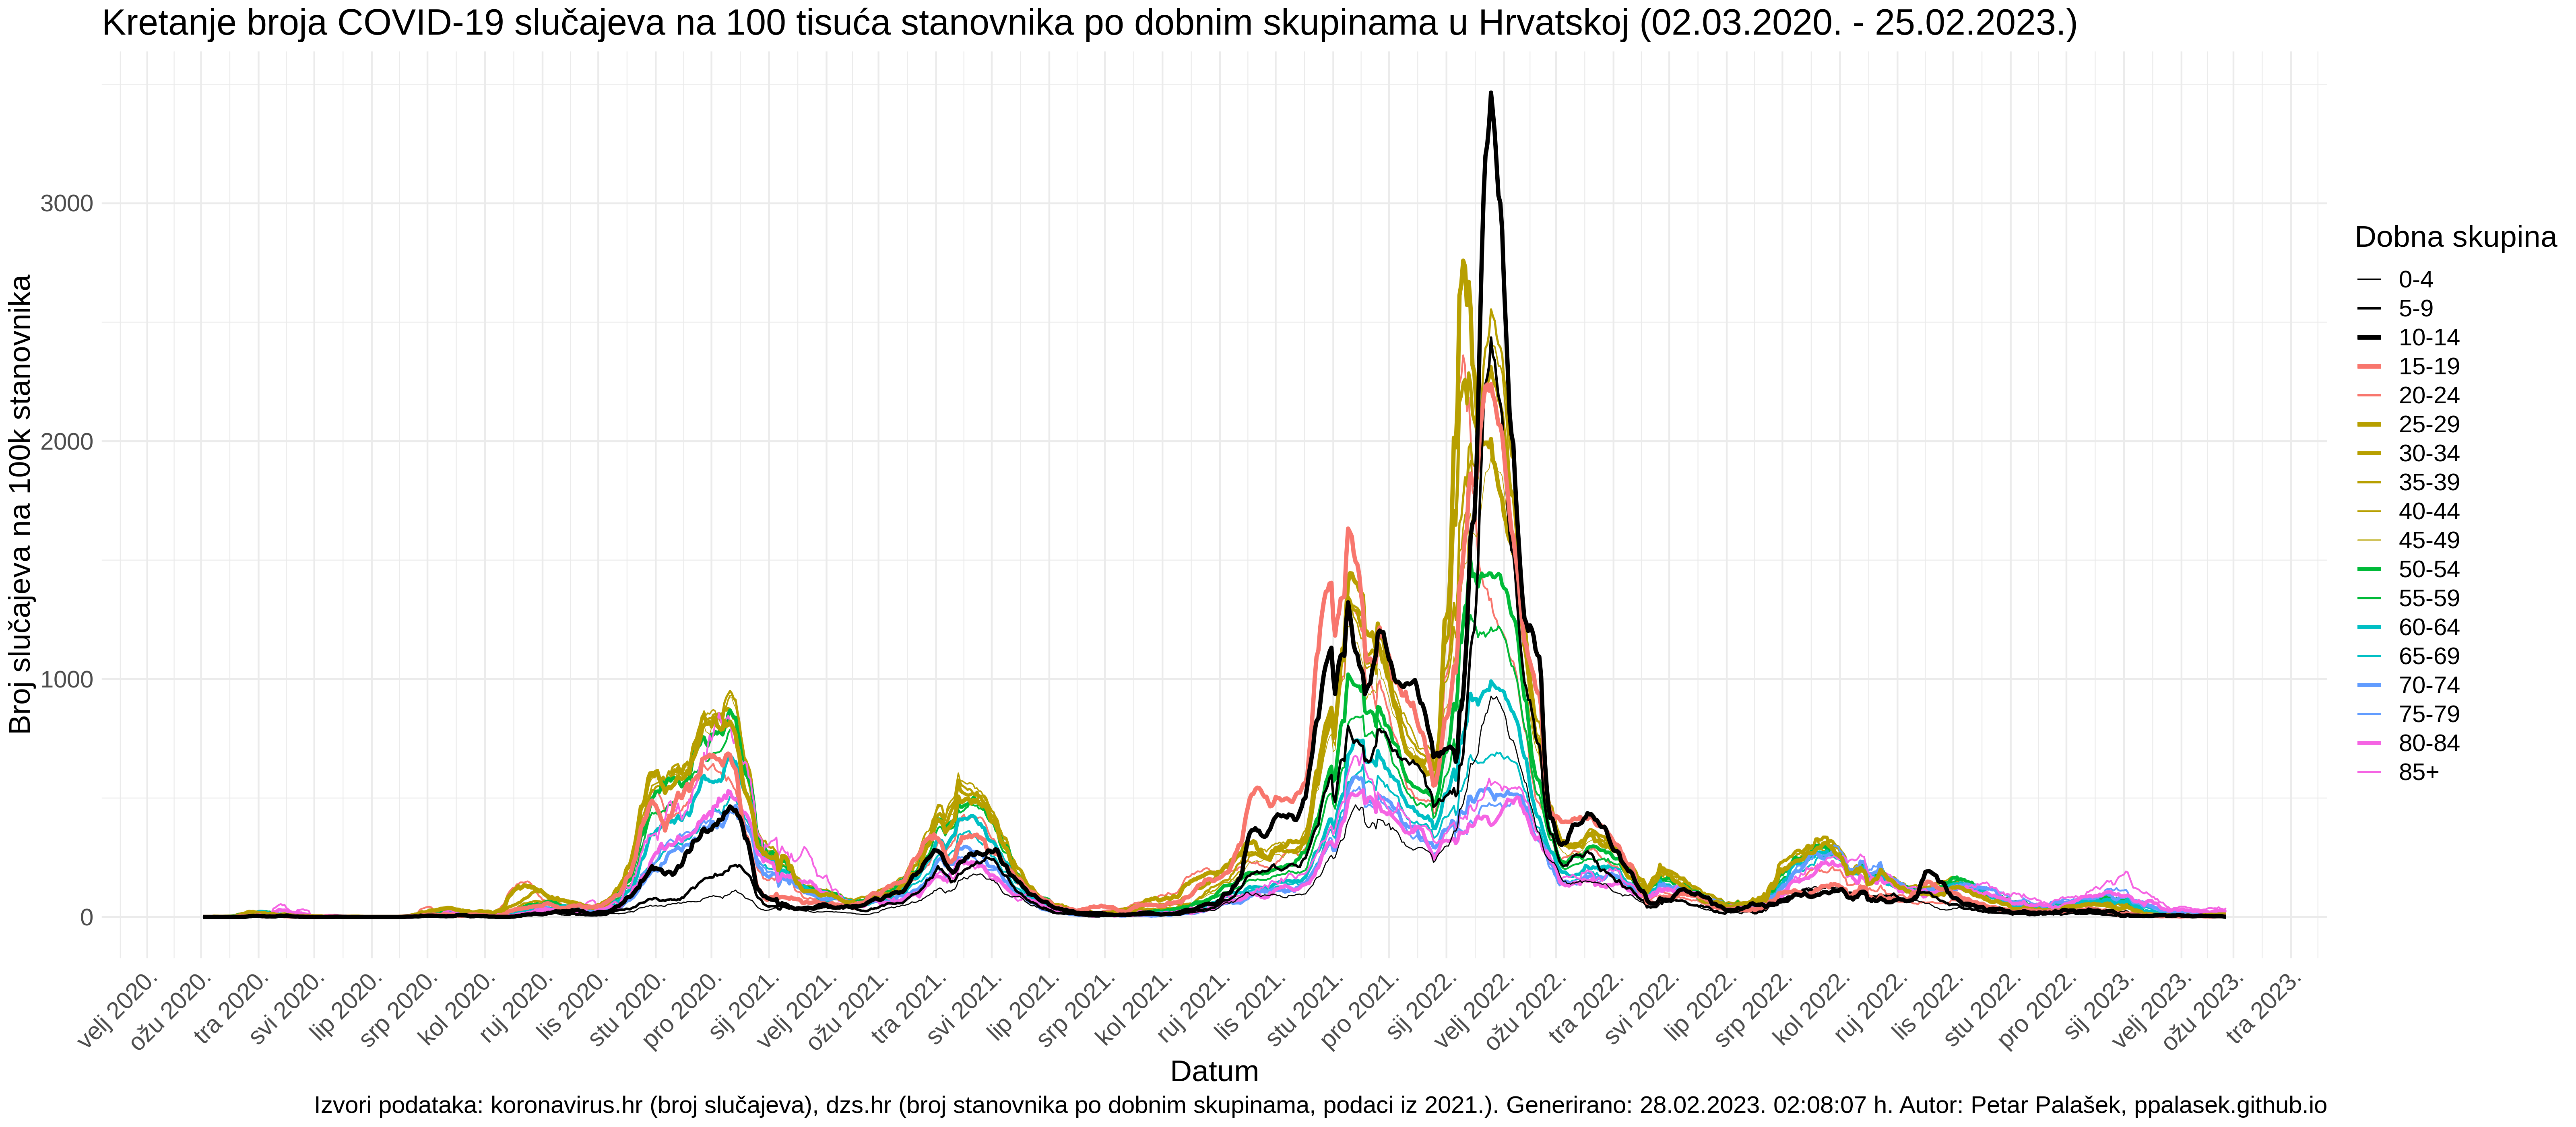 Kretanje broja COVID-19 slučajeva na 100 tisuća stanovnika po dobnim skupinama u Hrvatskoj (02.03.2020. - 25.02.2023.)
Broj slučajeva na 100k stanovnika
3000
2000
1000
0
velj 2020.
ožu 2020.
tra 2020.
svi 2020.
lip 2020.
srp 2020.
kol 2020.
ruj 2020.
lis 2020.
stu 2020.
pro 2020.
sij 2021.
velj 2021.
ožu 2021.
tra 2021.
svi 2021.
lip 2021.
srp 2021.
kol 2021.
ruj 2021.
lis 2021.
stu 2021.
pro 2021.
sij 2022.
velj 2022.
ožu 2022.
tra 2022.
svi 2022.
lip 2022.
srp 2022.
kol 2022.
ruj 2022.
lis 2022.
stu 2022.
pro 2022.
sij 2023.
velj 2023.
ožu 2023.
tra 2023.
Datum
Dobna skupina
0-4
5-9
10-14
15-19
20-24
25-29
30-34
35-39
40-44
45-49
50-54
55-59
60-64
65-69
70-74
75-79
80-84
85+
Izvori podataka: koronavirus.hr (broj slučajeva), dzs.hr (broj stanovnika po dobnim skupinama, podaci iz 2021.). Generirano: 28.02.2023. 02:08:07 h. Autor: Petar Palašek, ppalasek.github.io